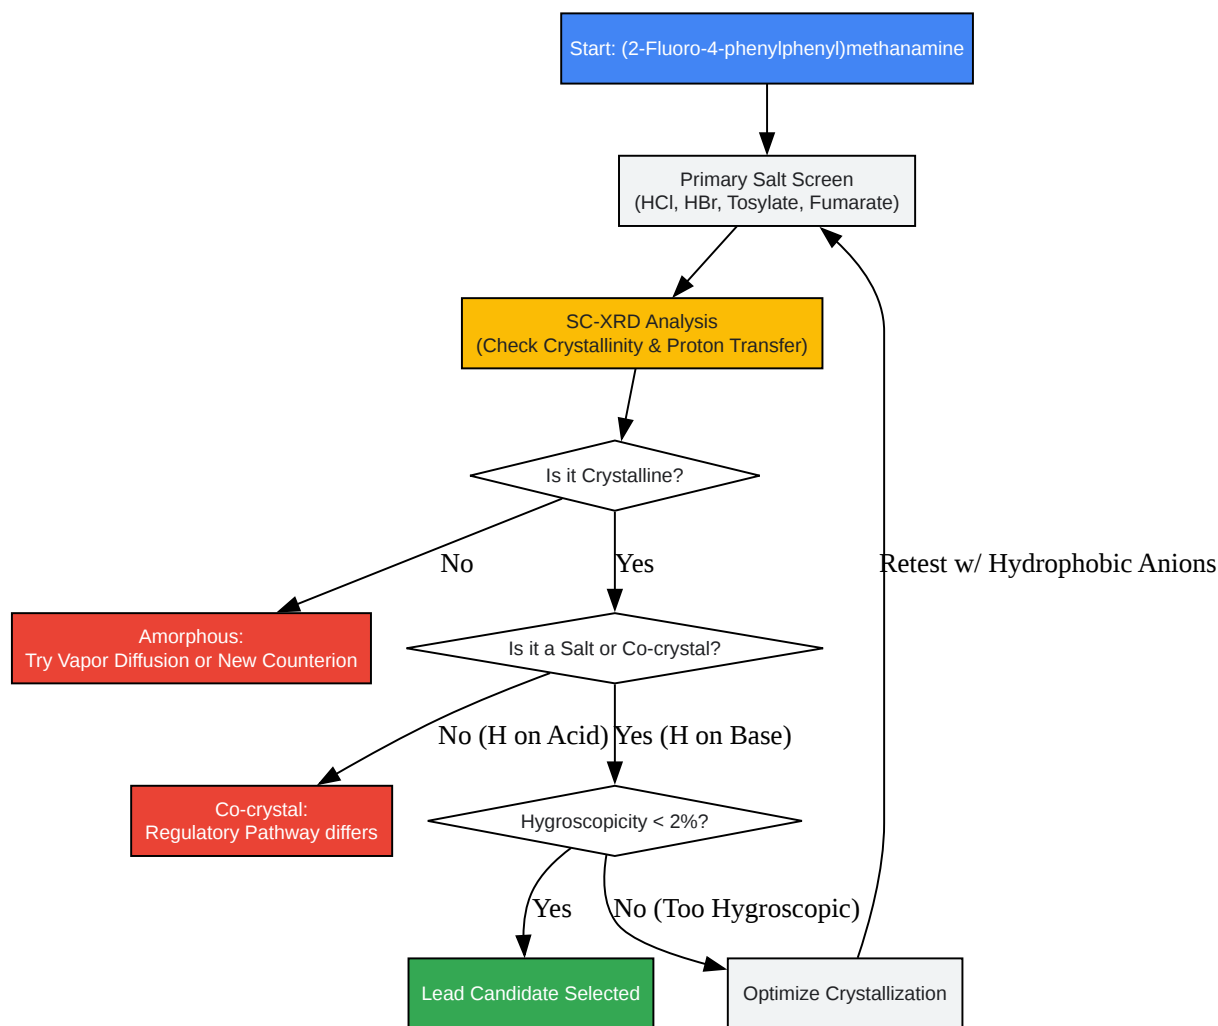 Start: (2-Fluoro-4-phenylphenyl)methanamine
Primary Salt Screen
(HCl, HBr, Tosylate, Fumarate)
SC-XRD Analysis
(Check Crystallinity & Proton Transfer)
Is it Crystalline?
No
Yes
Retest w/ Hydrophobic Anions
Amorphous:
Try Vapor Diffusion or New Counterion
Is it a Salt or Co-crystal?
No (H on Acid)
Yes (H on Base)
Co-crystal:
Regulatory Pathway differs
Hygroscopicity < 2%?
Yes
No (Too Hygroscopic)
Lead Candidate Selected
Optimize Crystallization